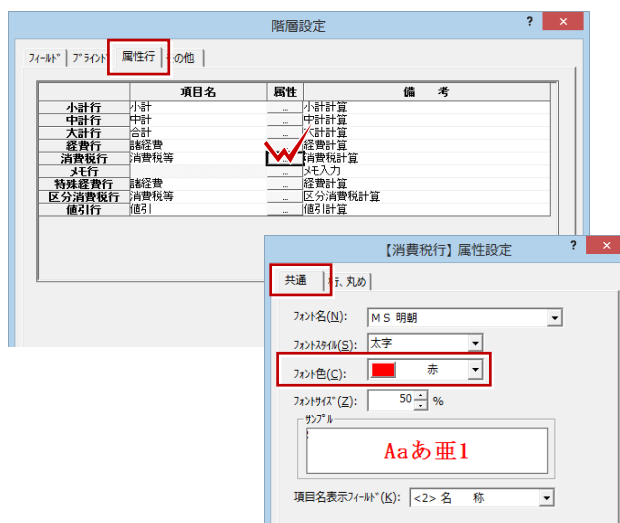 階層設定 ? ×
ﾌｨｰﾙﾄﾞ ﾌﾟﾗｲﾝﾄﾞ 属性行 その他
項目名 属性 備 考
小計行 小計 ... 小計計算
中計行 中計 ... 中計計算
大計行 合計 ... 大計計算
経費行 諸経費 ... 経費計算
消費税行 消費税等 ... 消費税計算
メモ行 ... メモ入力
特殊経費行 諸経費 ... 経費計算
区分消費税行 消費税等 ... 区分消費税計算
値引行 値引 ... 値引計算
【消費税行】属性設定 ? ×
共通 行、丸め
ﾌｫﾝﾄ名(N): ＭＳ 明朝
ﾌｫﾝﾄｽﾀｲﾙ(S): 太字
ﾌｫﾝﾄ色(C): 赤
ﾌｫﾝﾄｻｲｽﾞ(Z): 50 %
ｻﾝﾌﾟﾙ
Aaあ亜1
項目名表示ﾌｨｰﾙﾄﾞ(K): <2> 名 称